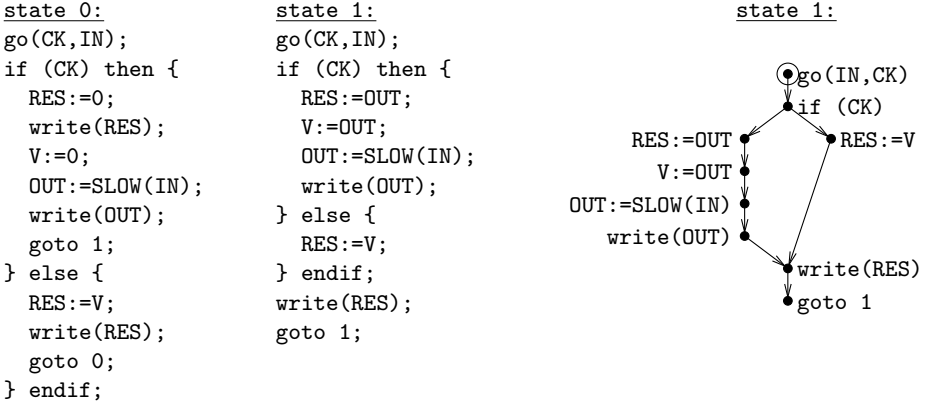 state 0:
go(CK,IN);
if (CK) then {
RES:=0;
write(RES);
V:=0;
OUT:=SLOW(IN);
write(OUT);
goto 1;
} else {
RES:=V;
write(RES);
goto 0;
} endif;
state 1:
go(CK,IN);
if (CK) then {
RES:=OUT;
V:=OUT;
OUT:=SLOW(IN);
write(OUT);
} else {
RES:=V;
} endif;
write(RES);
goto 1;
state 1:
go(IN,CK)
if (CK)
RES:=OUT
RES:=V
V:=OUT
OUT:=SLOW(IN)
write(OUT)
write(RES)
goto 1